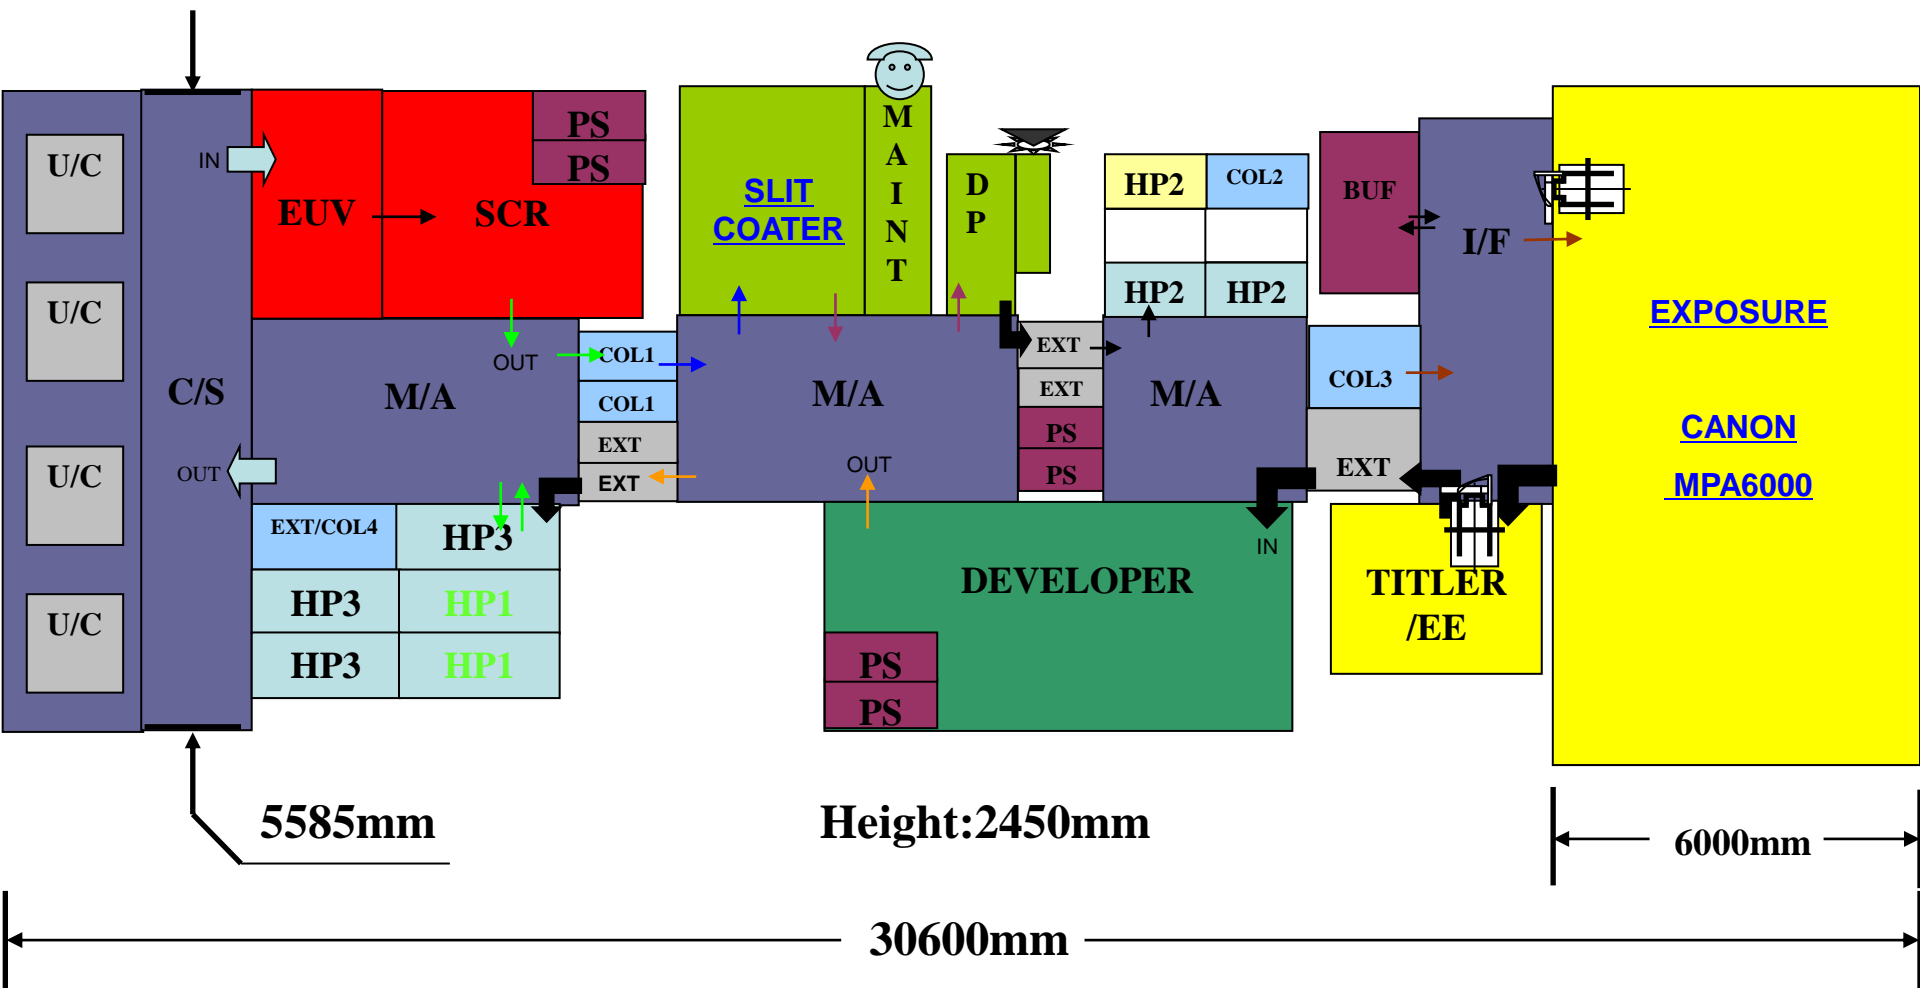 U/C
U/C
U/C
U/C
C/S
IN
OUT
EUV
SCR
PS
PS
M/A
OUT
COL1
COL1
EXT
EXT
EXT/COL4
HP3
HP3
HP1
HP3
HP1
SLIT
COATER
M
A
I
N
T
D
P
M/A
OUT
EXT
EXT
PS
PS
DEVELOPER
IN
PS
PS
HP2
COL2
HP2
HP2
M/A
BUF
I/F
COL3
EXT
TITLER
/EE
EXPOSURE
CANON
MPA6000
5585mm
Height:2450mm
6000mm
30600mm